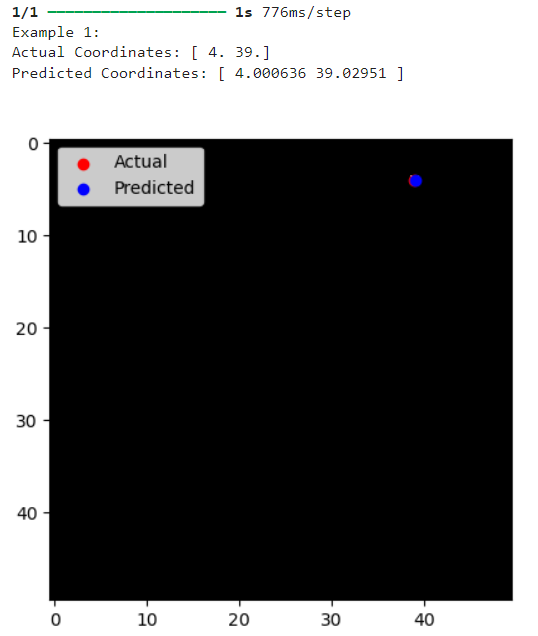 1/1 ━━━━━━━━━━━━━━━━━━━━ 1s 776ms/step
Example 1:
Actual Coordinates: [ 4. 39.]
Predicted Coordinates: [ 4.000636 39.02951 ]
0
Actual
Predicted
10
20
30
40
0 10 20 30 40